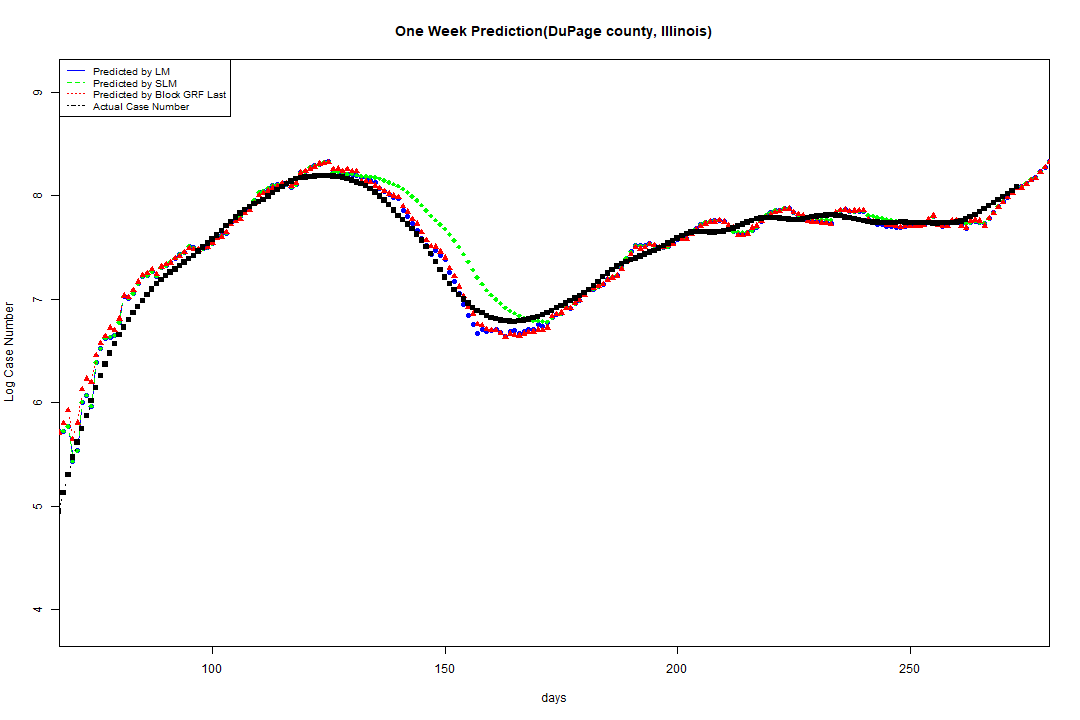 One Week Prediction(DuPage county, Illinois)
Predicted by LM
Predicted by SLM
Predicted by Block GRF Last
Actual Case Number
9
8
7
6
5
4
Log Case Number
100 150 200 250
days